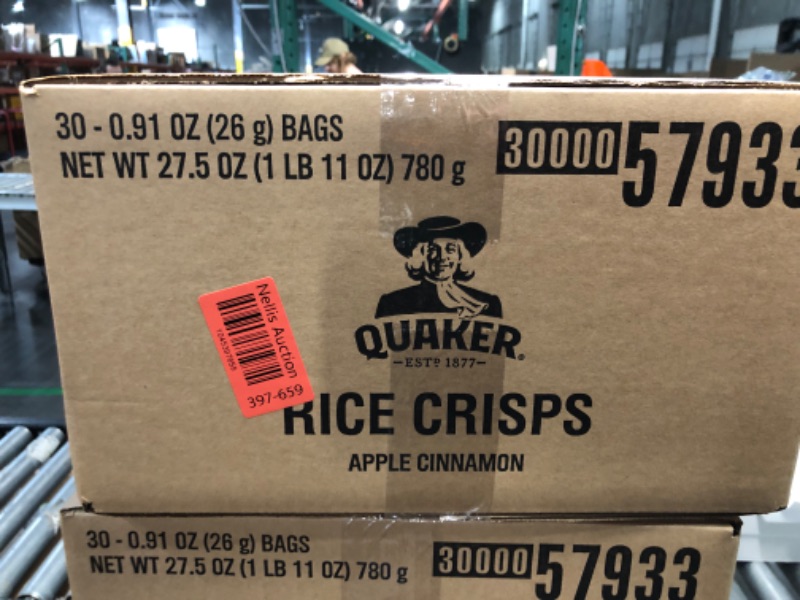 30 - 0.91 OZ (26 g) BAGS
NET WT 27.5 OZ (1 LB 11 OZ) 780 g
30000 57933
QUAKER®
ESTD 1877
Nellis Auction
397-659
RICE CRISPS
APPLE CINNAMON
30 - 0.91 OZ (26 g) BAGS
NET WT 27.5 OZ (1 LB 11 OZ) 780 g
30000 57933